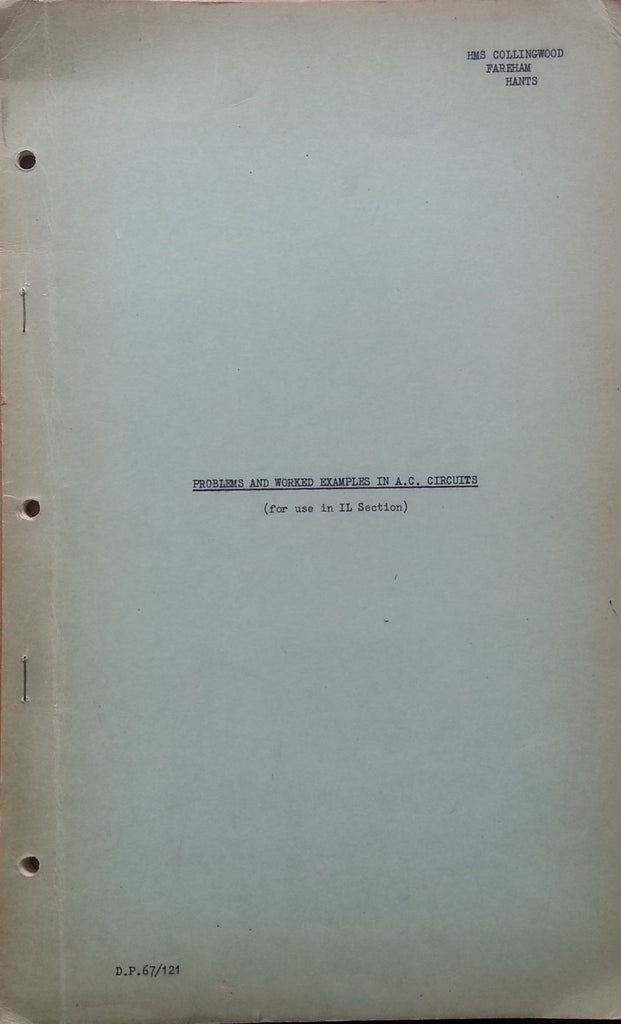 HMS COLLINGWOOD
FAREHAM
HANTS
PROBLEMS AND WORKED EXAMPLES IN A.C. CIRCUITS
(for use in IL Section)
D.P.67/121